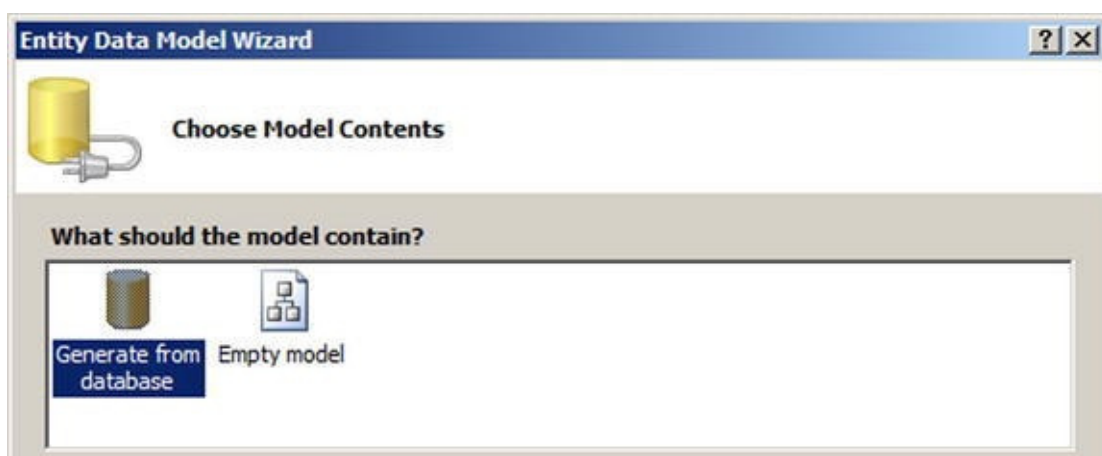 Entity Data Model Wizard
?
Choose Model Contents
What should the model contain?
Generate from
database
Empty model